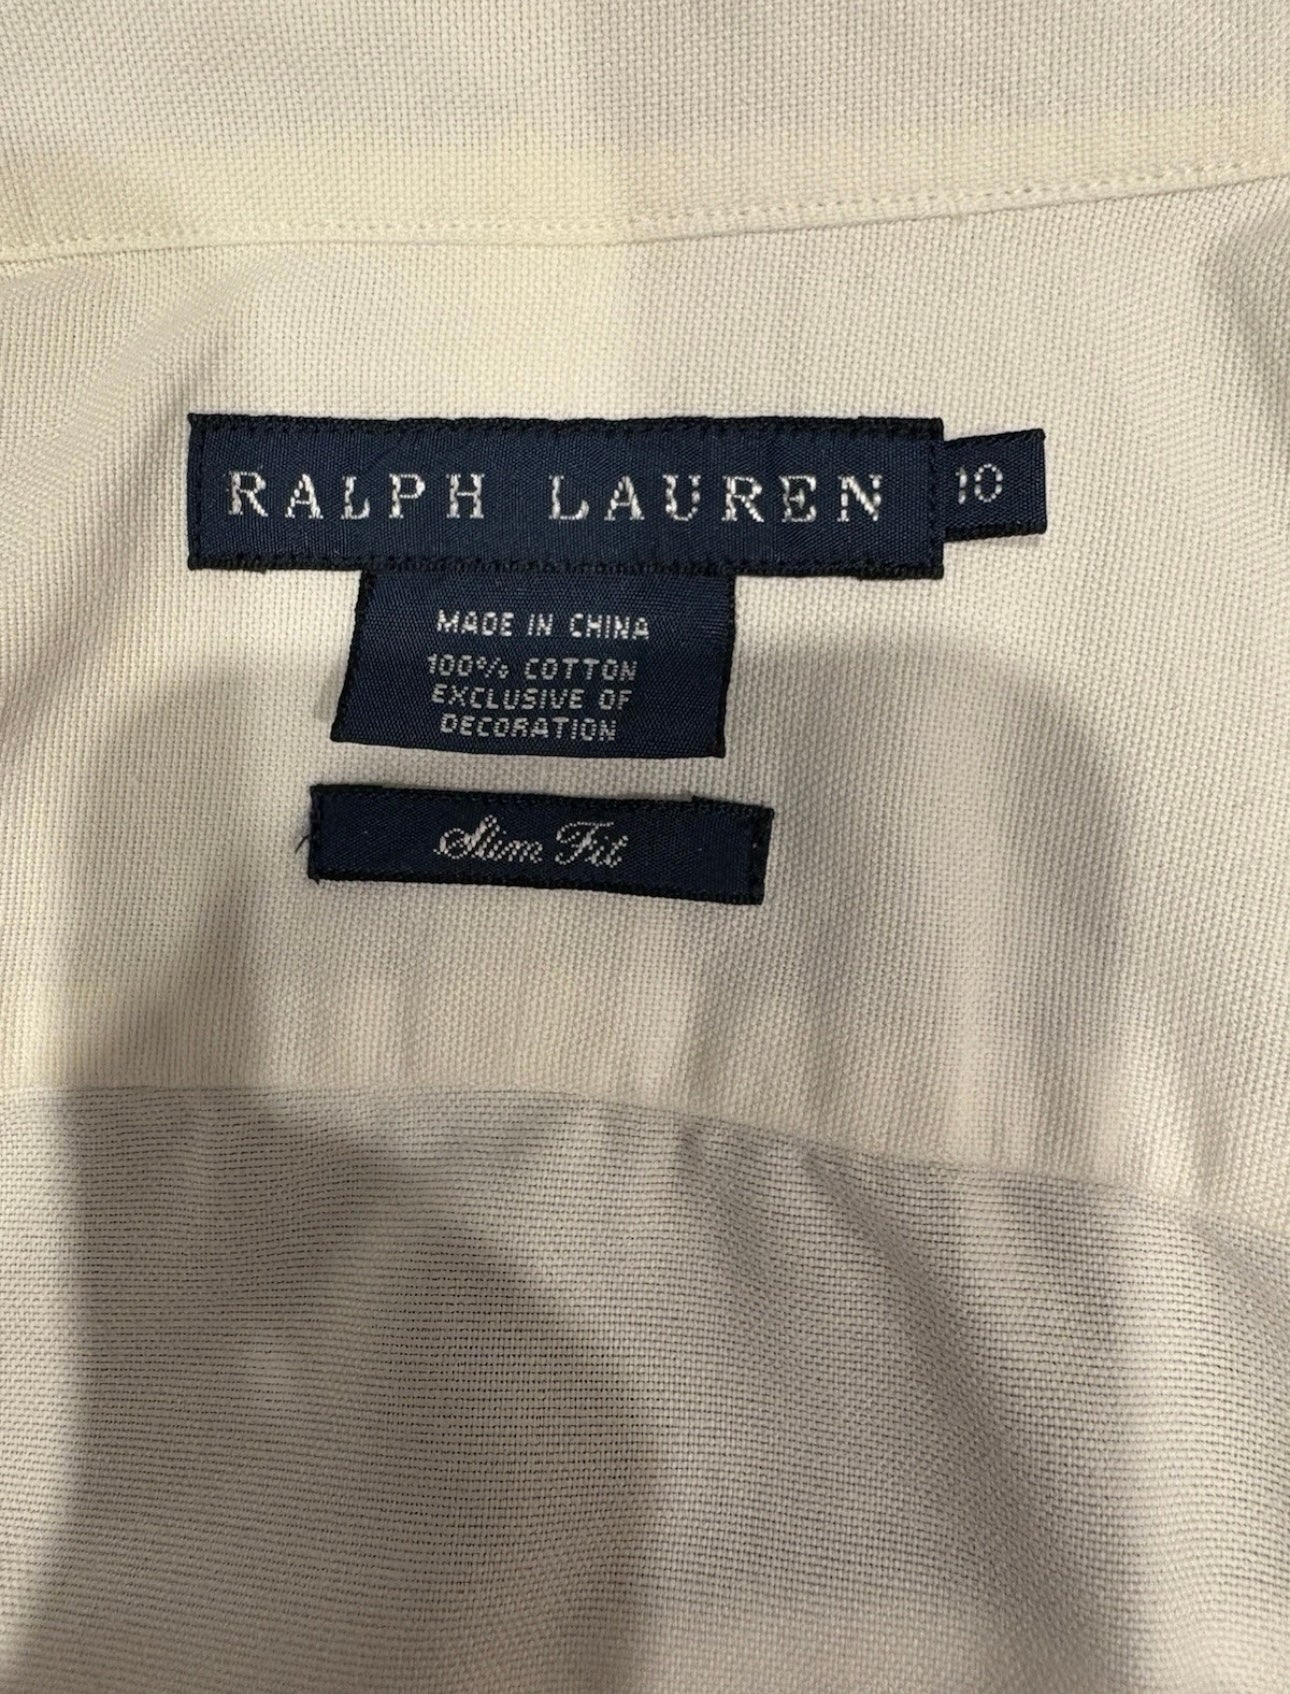 RALPH LAUREN 10
MADE IN CHINA
100% COTTON
EXCLUSIVE OF
DECORATION
Slim Fit